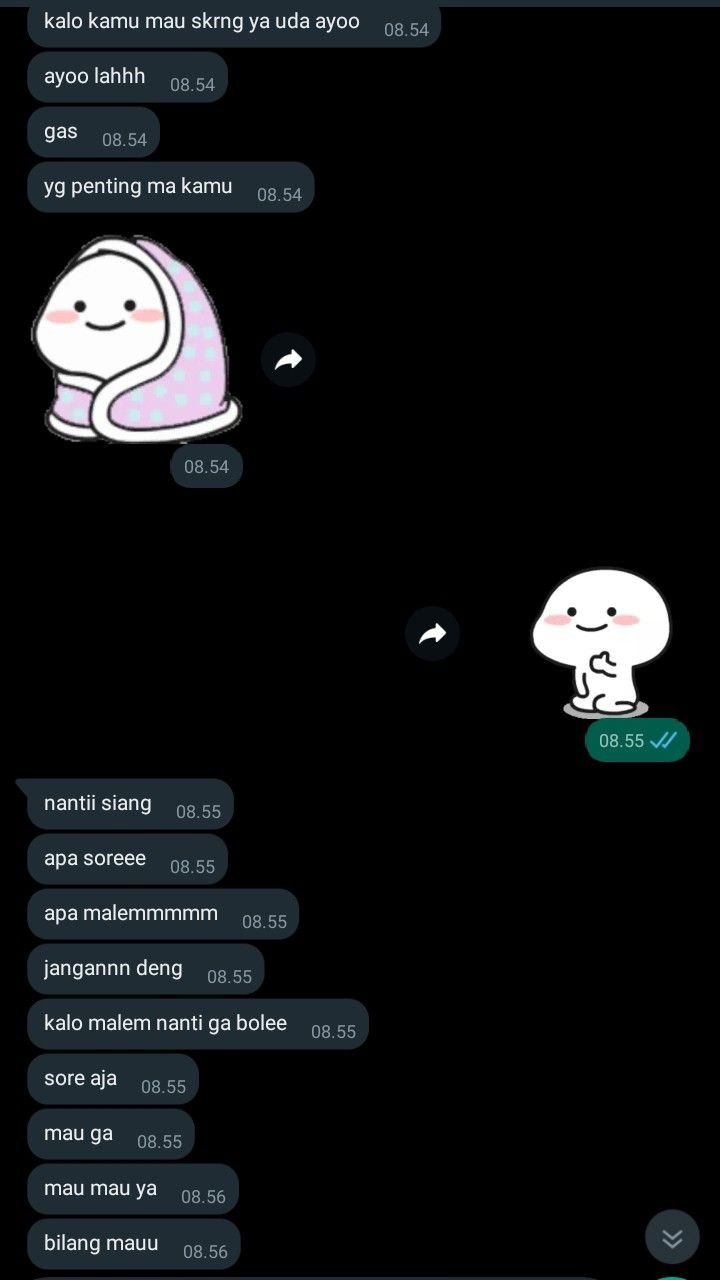 kalo kamu mau skrng ya uda ayoo 08.54
ayoo lahhh 08.54
gas 08.54
yg penting ma kamu 08.54
08.54
08.55
nantii siang 08.55
apa soreee 08.55
apa malemmmmm 08.55
jangannn deng 08.55
kalo malem nanti ga bolee 08.55
sore aja 08.55
mau ga 08.55
mau mau ya 08.56
bilang mauu 08.56